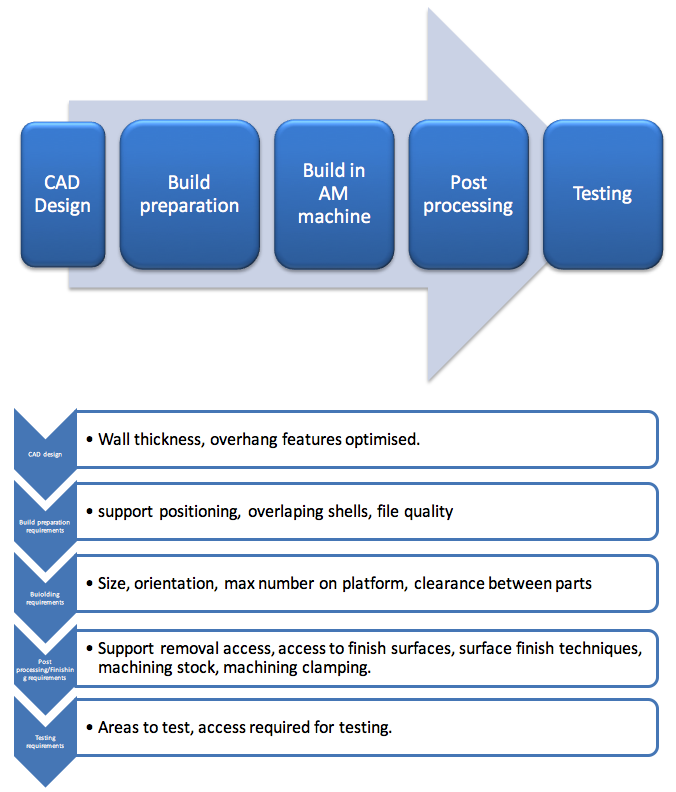 CAD
Design
Build
preparation
Build in
AM
machine
Post
processing
Testing
CAD design
• Wall thickness, overhang features optimised.
Build preparation
requirements
• support positioning, overlaping shells, file quality
Buiolding
requirements
• Size, orientation, max number on platform, clearance between parts
Post
processing/Finishin
g requirements
• Support removal access, access to finish surfaces, surface finish techniques,
machining stock, machining clamping.
Testing
requirements
• Areas to test, access required for testing.